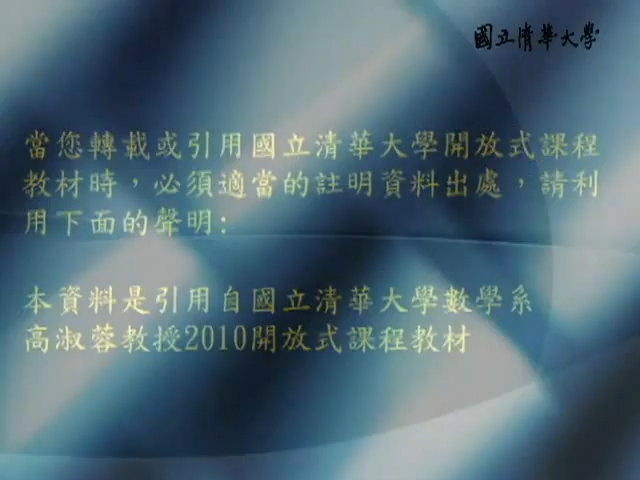 國立清華大學
當您轉載或引用國立清華大學開放式課程
教材時，必須適當的註明資料出處，請利
用下面的聲明:
本資料是引用自國立清華大學數學系
高淑蓉教授2010開放式課程教材